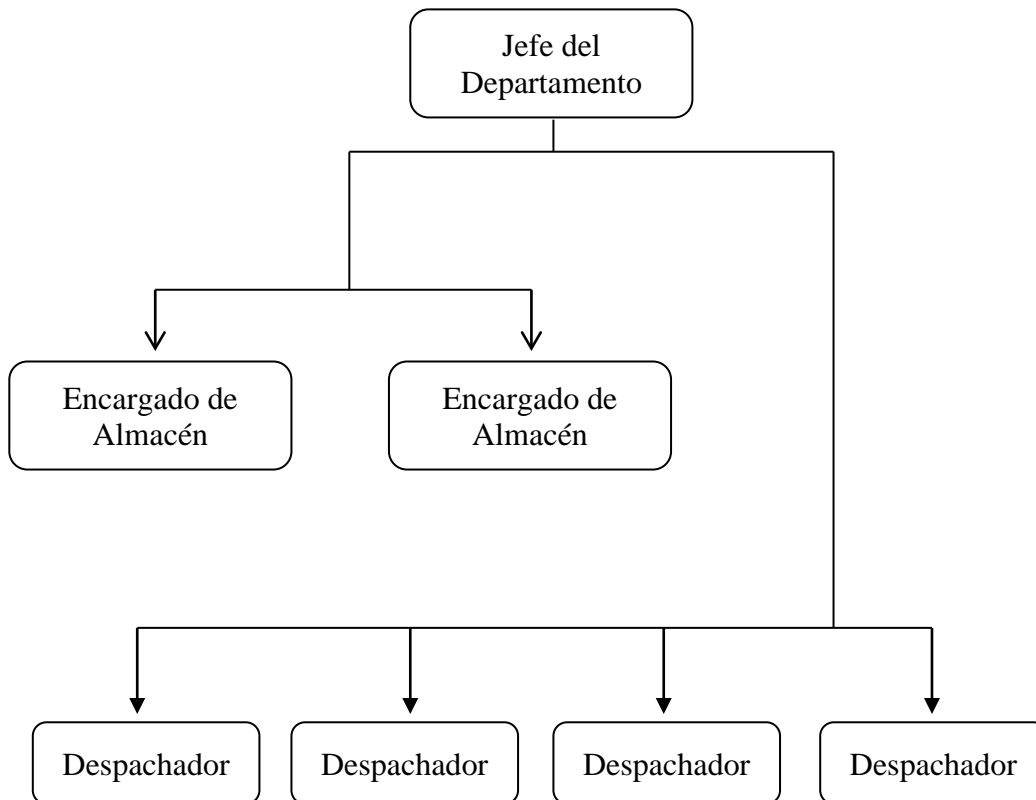 Jefe del
Departamento
Encargado de
Almacén
Encargado de
Almacén
Despachador
Despachador
Despachador
Despachador